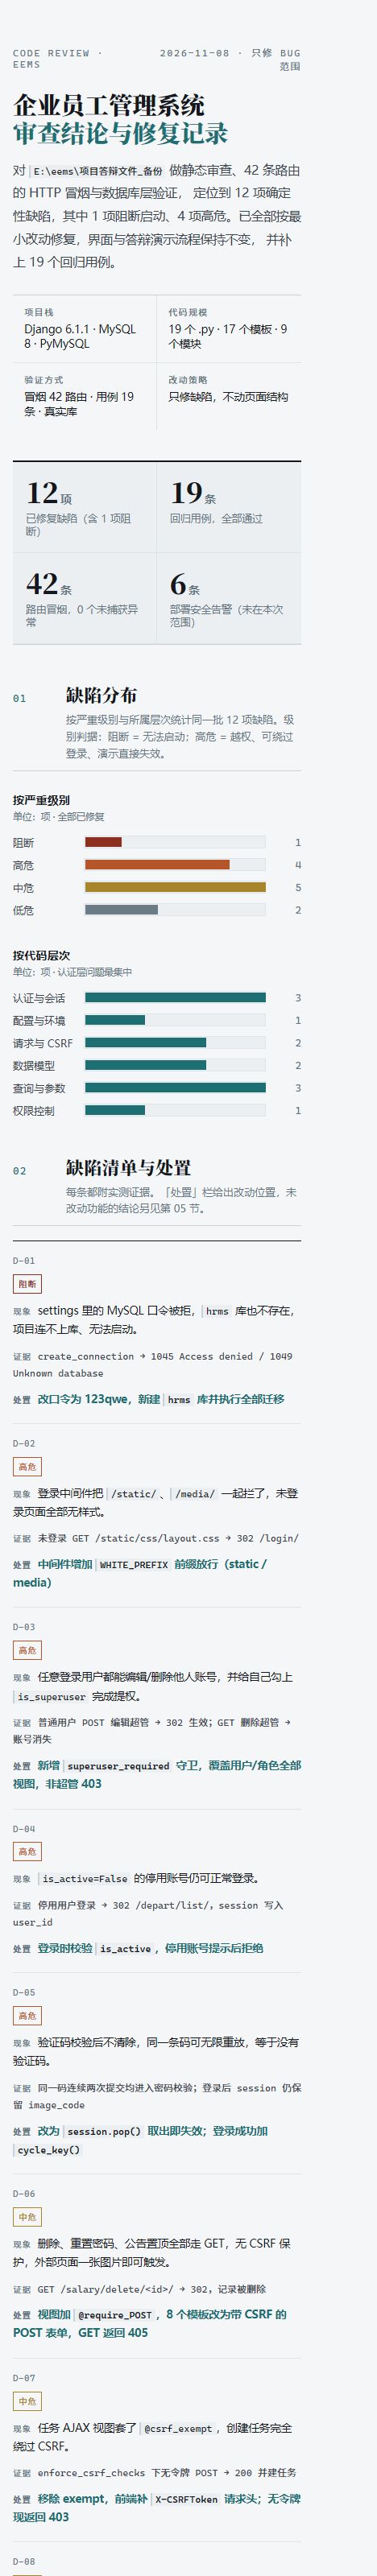 CODE REVIEW · EEMS
2026-11-08 · 只修 BUG 范围
企业员工管理系统
审查结论与修复记录
对 E:\eems\项目答辩文件_备份 做静态审查、42 条路由
的 HTTP 冒烟与数据库层验证， 定位到 12 项确定
性缺陷，其中 1 项阻断启动、4 项高危。已全部按最
小改动修复，界面与答辩演示流程保持不变， 并补
上 19 个回归用例。
项目栈
Django 6.1.1 · MySQL
8 · PyMySQL
代码规模
19 个 .py · 17 个模板 · 9
个模块
验证方式
冒烟 42 路由 · 用例 19
条 · 真实库
改动策略
只修缺陷，不动页面结构
12 项
已修复缺陷（含 1 项阻
断）
19 条
回归用例，全部通过
42 条
路由冒烟，0 个未捕获异
常
6 条
部署安全告警（未在本次
范围）
01 缺陷分布
按严重级别与所属层次统计同一批 12 项缺陷。级
别判据：阻断 = 无法启动；高危 = 越权、可绕过
登录、演示直接失效。
按严重级别
单位：项 · 全部已修复
阻断 1
高危 4
中危 5
低危 2
按代码层次
单位：项 · 认证层问题最集中
认证与会话 3
配置与环境 1
请求与 CSRF 2
数据模型 2
查询与参数 3
权限控制 1
02 缺陷清单与处置
每条都附实测证据。「处置」栏给出改动位置，未
改动功能的结论另见第 05 节。
D-01
阻断
现象 settings 里的 MySQL 口令被拒，hrms 库也不存在，
项目连不上库、无法启动。
证据 create_connection → 1045 Access denied / 1049
Unknown database
处置 改口令为 123qwe，新建 hrms 库并执行全部迁移
D-02
高危
现象 登录中间件把 /static/ 、 /media/ 一起拦了，未登
录页面全部无样式。
证据 未登录 GET /static/css/layout.css → 302 /login/
处置 中间件增加 WHITE_PREFIX 前缀放行（static /
media）
D-03
高危
现象 任意登录用户都能编辑/删除他人账号，并给自己勾上
is_superuser 完成提权。
证据 普通用户 POST 编辑超管 → 302 生效；GET 删除超管 →
账号消失
处置 新增 superuser_required 守卫，覆盖用户/角色全部
视图，非超管 403
D-04
高危
现象 is_active=False 的停用账号仍可正常登录。
证据 停用用户登录 → 302 /depart/list/，session 写入
user_id
处置 登录时校验 is_active ，停用账号提示后拒绝
D-05
高危
现象 验证码校验后不清除，同一条码可无限重放，等于没有
验证码。
证据 同一码连续两次提交均进入密码校验；登录后 session 仍保
留 image_code
处置 改为 session.pop() 取出即失效；登录成功加
cycle_key()
D-06
中危
现象 删除、重置密码、公告置顶全部走 GET，无 CSRF 保
护，外部页面一张图片即可触发。
证据 GET /salary/delete/<id>/ → 302，记录被删除
处置 视图加 @require_POST ，8 个模板改为带 CSRF 的
POST 表单，GET 返回 405
D-07
中危
现象 任务 AJAX 视图套了 @csrf_exempt ，创建任务完全
绕过 CSRF。
证据 enforce_csrf_checks 下无令牌 POST → 200 并建任务
处置 移除 exempt，前端补 X-CSRFToken 请求头；无令牌
现返回 403
D-08